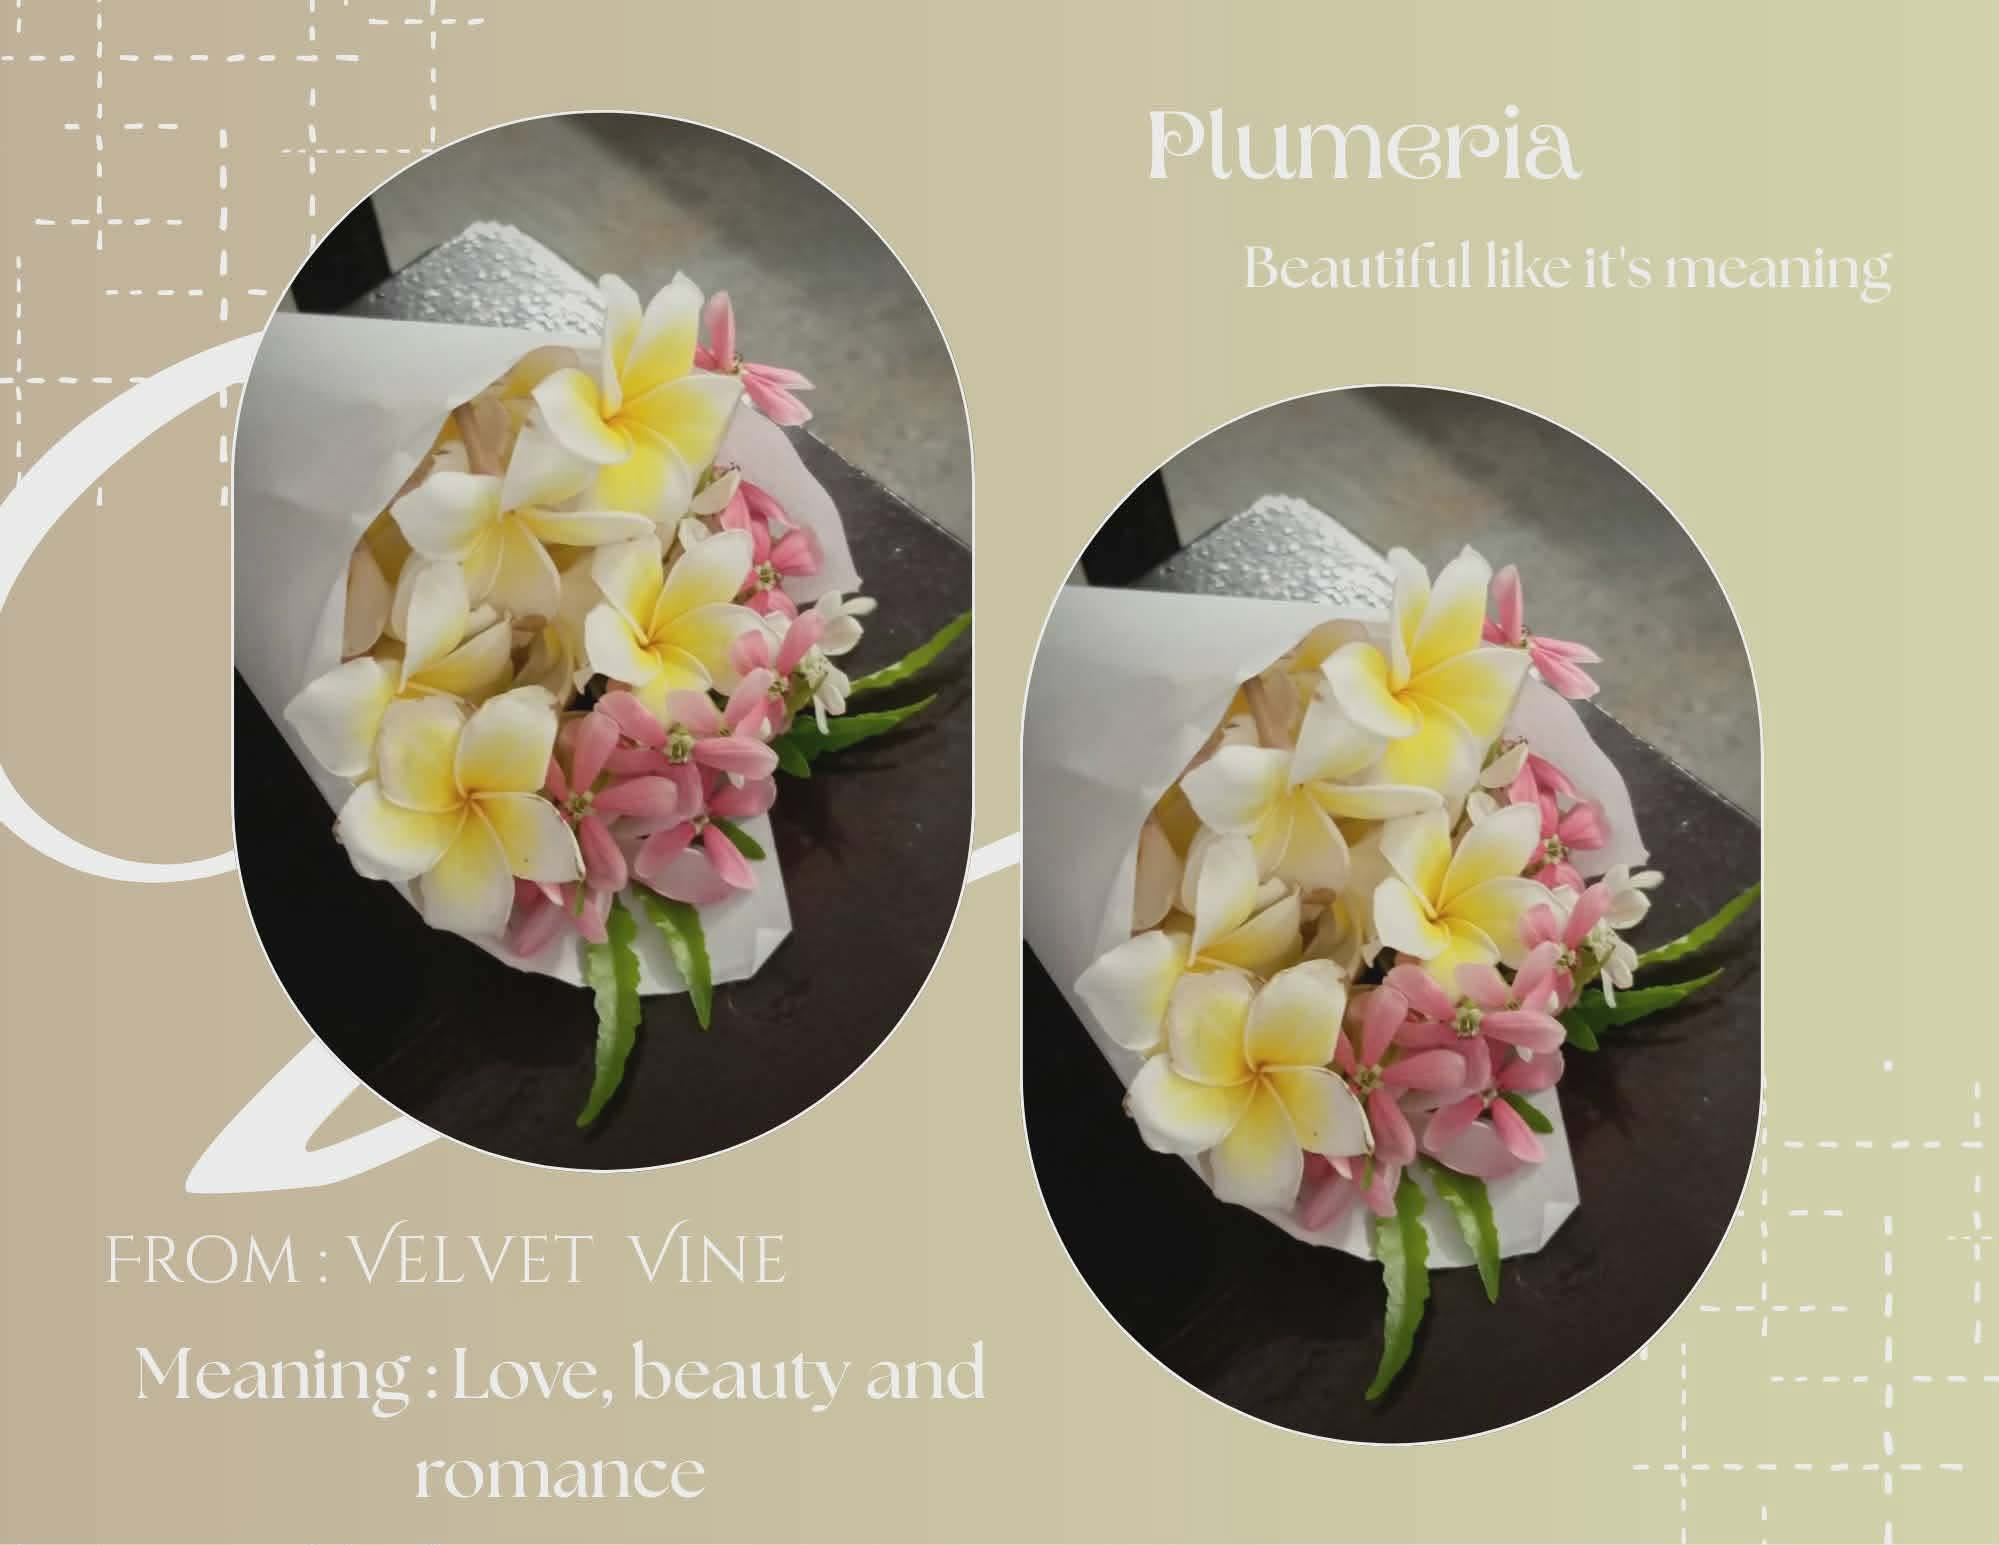 Plumeria
Beautiful like it's meaning
FROM : VELVET VINE
Meaning : Love, beauty and
romance